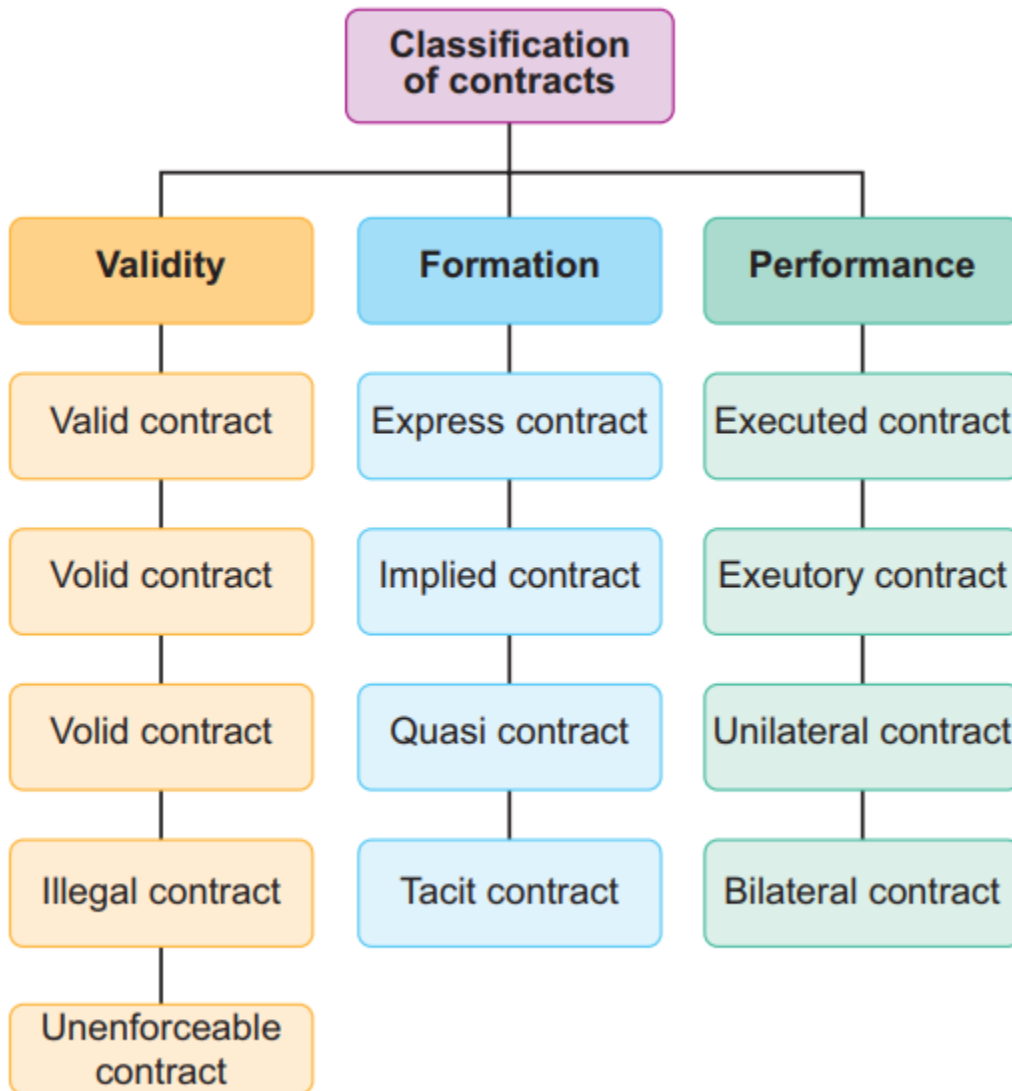 Classification
of contracts
Validity
Formation
Performance
Valid contract
Express contract
Executed contract
Volid contract
Implied contract
Exeutory contract
Volid contract
Quasi contract
Unilateral contract
Illegal contract
Tacit contract
Bilateral contract
Unenforceable
contract